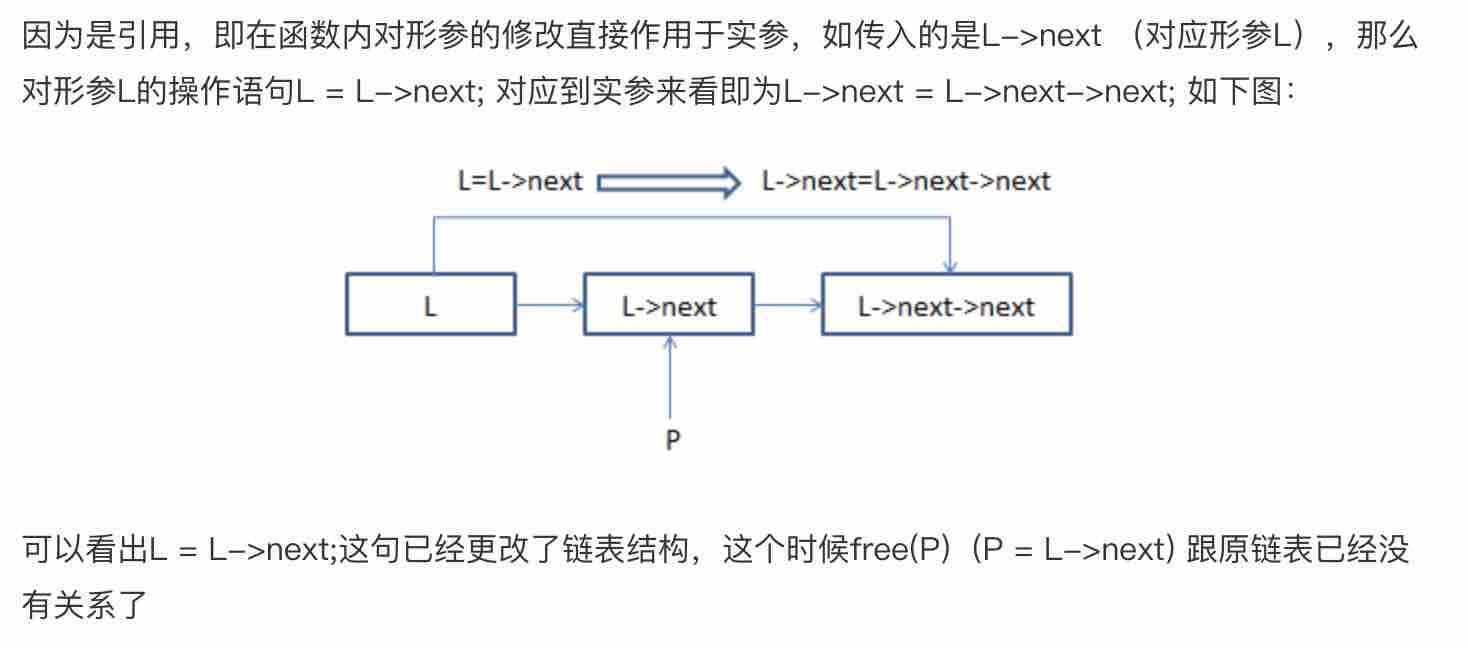 因为是引用，即在函数内对形参的修改直接作用于实参，如传入的是L->next （对应形参L），那么
对形参L的操作语句L = L->next; 对应到实参来看即为L->next = L->next->next; 如下图：
L=L->next L->next=L->next->next
L L->next L->next->next
P
可以看出L = L->next;这句已经更改了链表结构，这个时候free(P)（P = L->next) 跟原链表已经没
有关系了